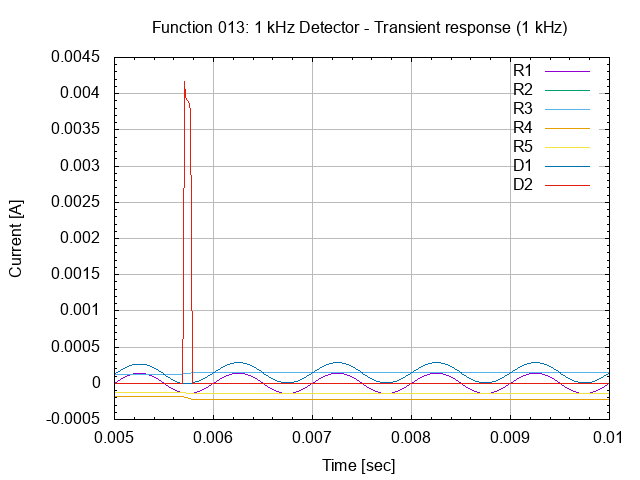 Function 013: 1 kHz Detector - Transient response (1 kHz)
0.0045
0.004
0.0035
0.003
0.0025
0.002
0.0015
0.001
0.0005
0
-0.0005
Current [A]
R1
R2
R3
R4
R5
D1
D2
0.005 0.006 0.007 0.008 0.009 0.01
Time [sec]